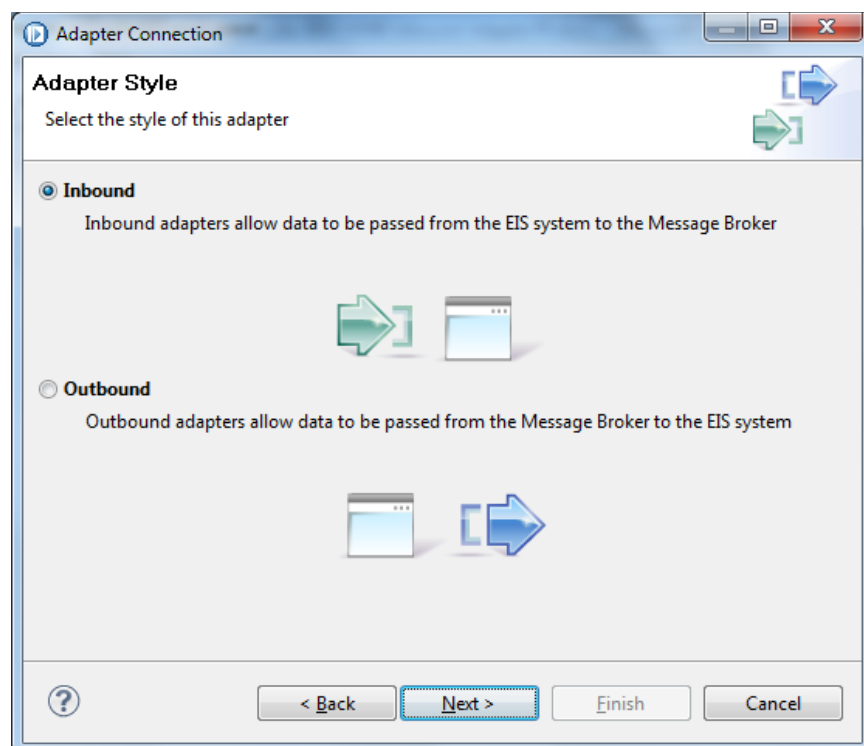 Adapter Connection
Adapter Style
Select the style of this adapter
Inbound
Inbound adapters allow data to be passed from the EIS system to the Message Broker
Outbound
Outbound adapters allow data to be passed from the Message Broker to the EIS system
?
< Back
Next >
Finish
Cancel